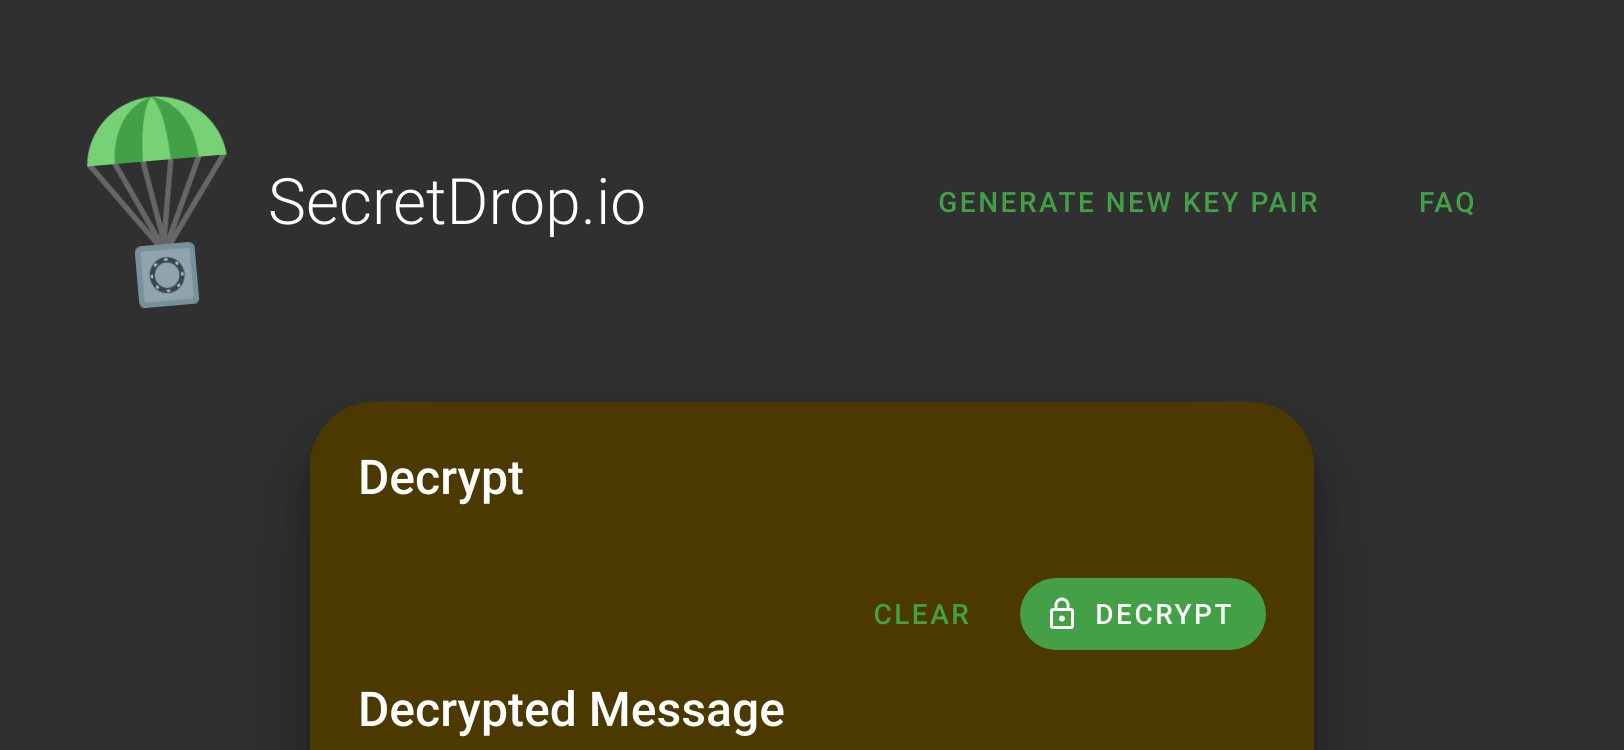 SecretDrop.io
GENERATE NEW KEY PAIR
FAQ
Decrypt
CLEAR
DECRYPT
Decrypted Message